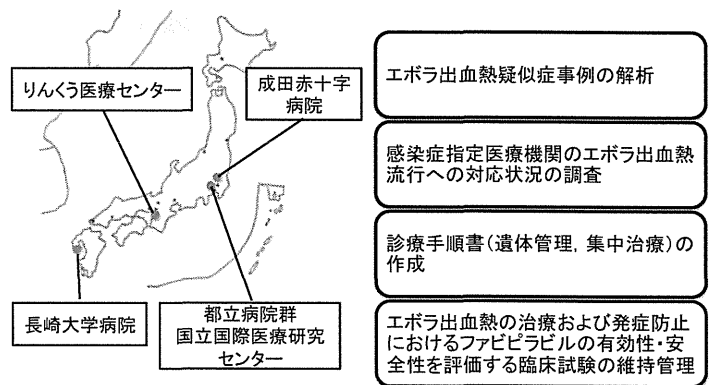 りんくう医療センター
成田赤十字
病院
長崎大学病院
都立病院群
国立国際医療研究
センター
エボラ出血熱疑似症事例の解析
感染症指定医療機関のエボラ出血熱
流行への対応状況の調査
診療手順書(遺体管理, 集中治療)の
作成
エボラ出血熱の治療および発症防止
におけるファビピラビルの有効性・安
全性を評価する臨床試験の維持管理